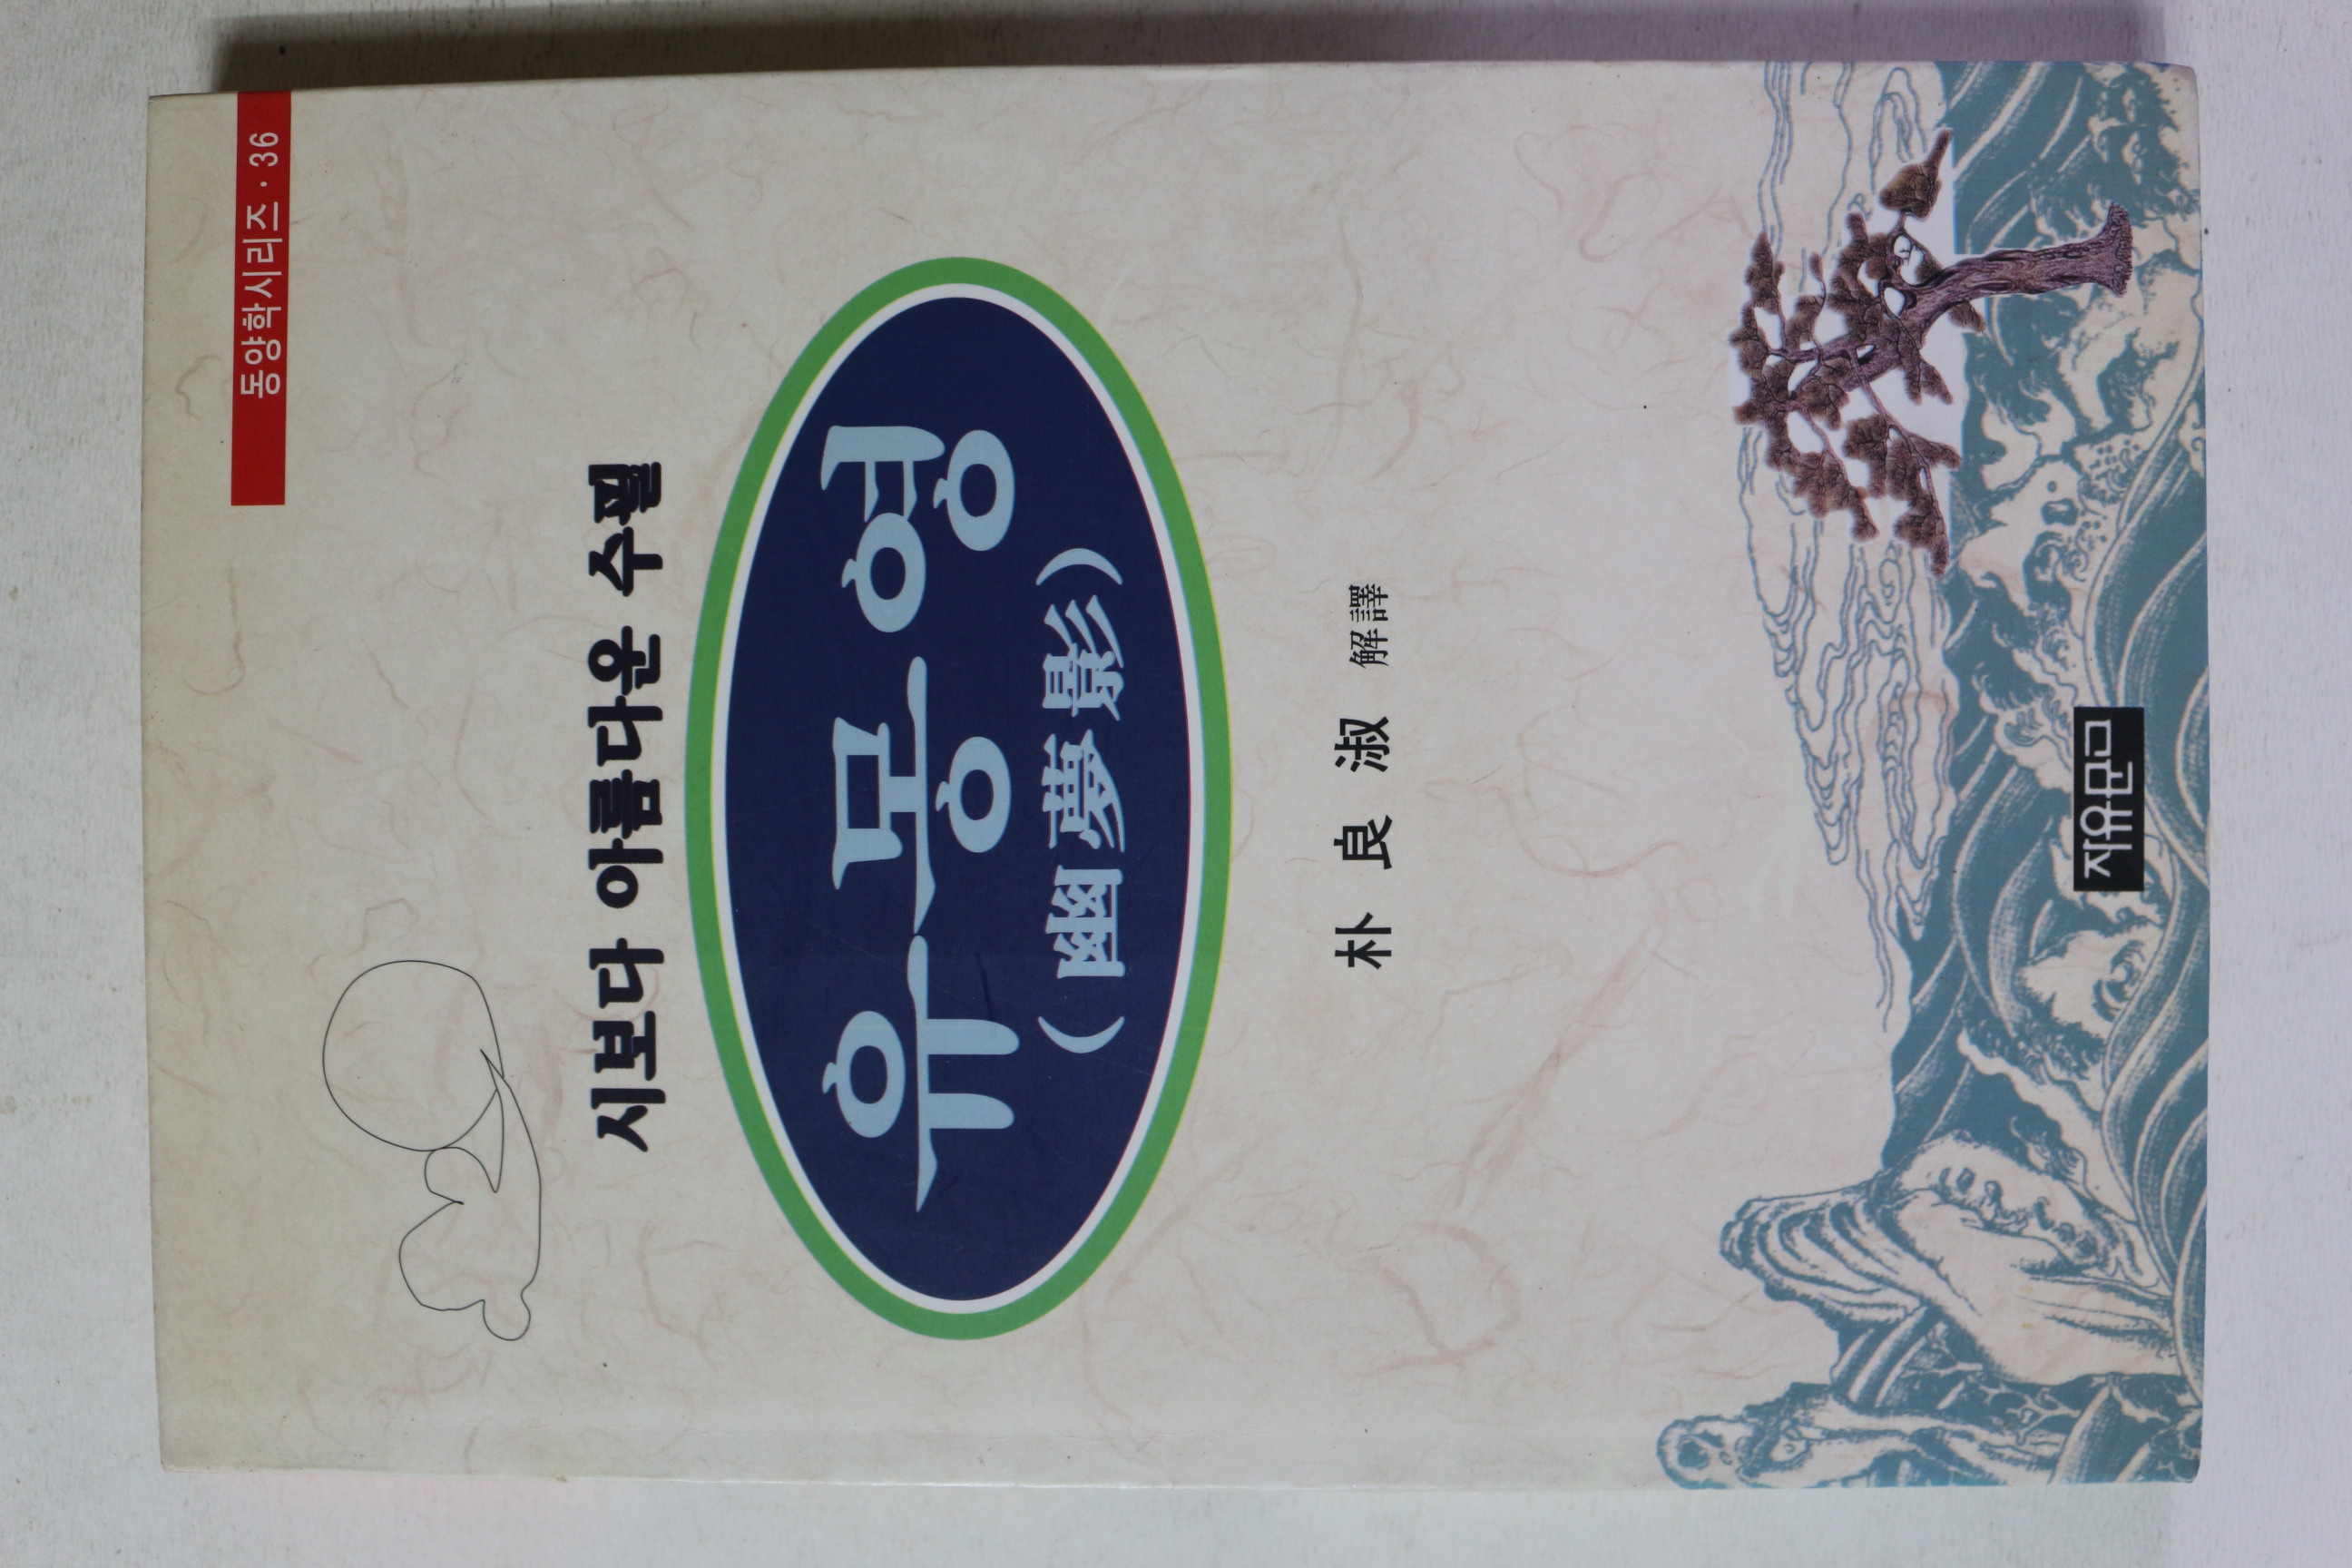 동양학시리즈 · 36
시보다 아름다운 수필
유몽영
(幽夢影)
朴良淑 解譯
자유문고